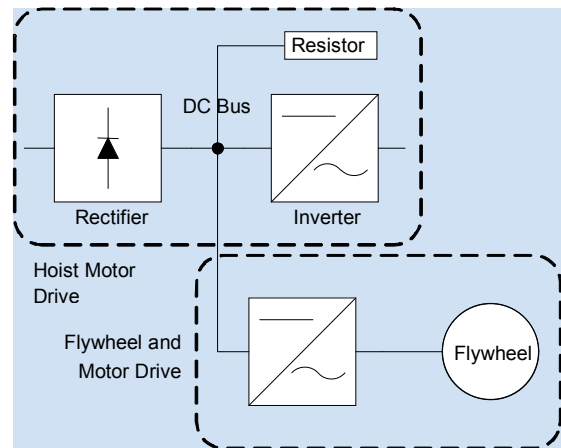 Resistor
DC Bus
Rectifier
Inverter
Hoist Motor
Drive
Flywheel and
Motor Drive
Flywheel